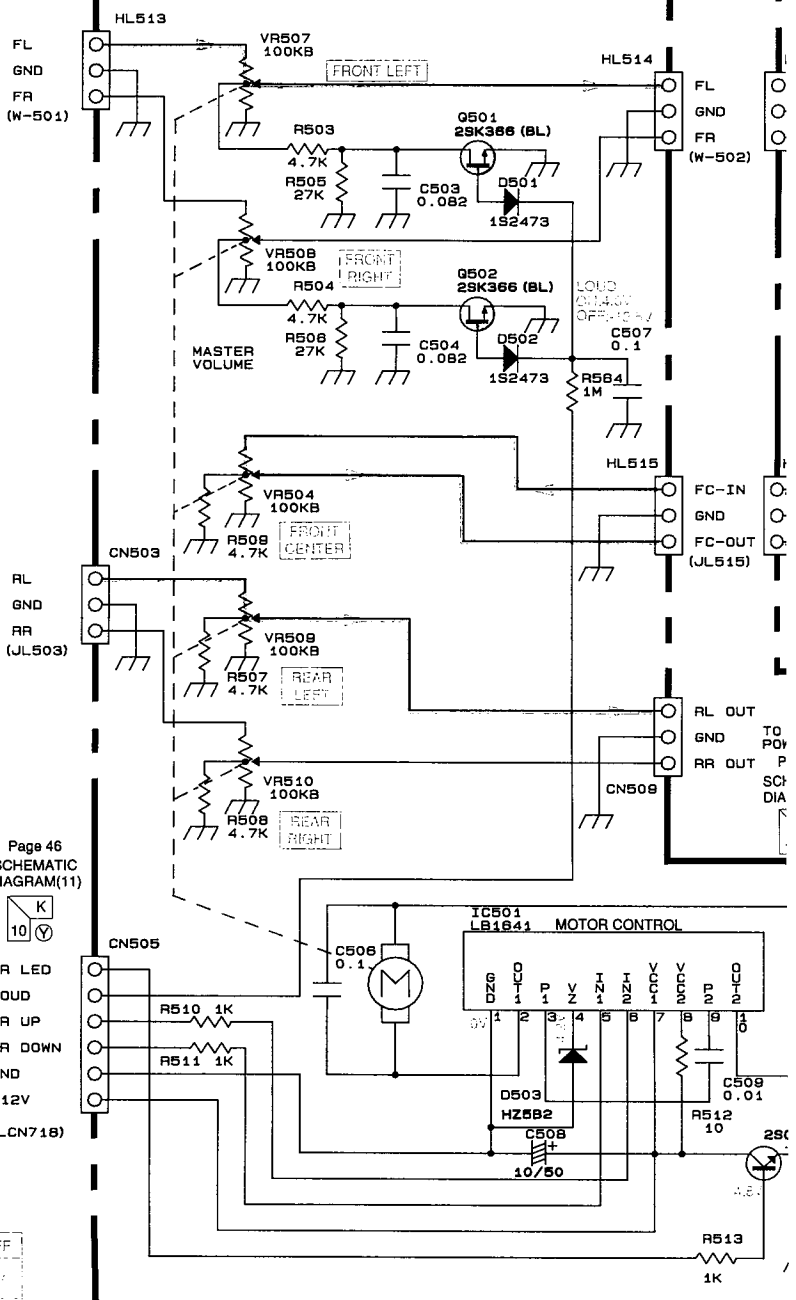 HL513
FL
GND
FR
(W-501)
VR507
100KB
FRONT LEFT
HL514
FL
GND
FR
(W-502)
R503
4.7K
R505
27K
C503
0.082
Q501
2SK366 (BL)
D501
1S2473
VR508
100KB
FRONT
RIGHT
R504
4.7K
R506
27K
C504
0.082
Q502
2SK366 (BL)
D502
1S2473
LOUD
C507
0.1
R564
1M
MASTER
VOLUME
HL515
FC-IN
GND
FC-OUT
(JL515)
VR504
100KB
R509
4.7K
FRONT
CENTER
CN503
RL
GND
RR
(JL503)
VR509
100KB
R507
4.7K
REAR
LEFT
RL OUT
GND
RR OUT
CN509
TO
VR510
100KB
R508
4.7K
REAR
RIGHT
Page 46
SCHEMATIC
DIAGRAM(11)
K
10 Y
CN505
R LED
OUD
R UP
R DOWN
ND
12V
LCN718)
R510 1K
R511 1K
C506
0.1
M
IC501
LB1641
MOTOR CONTROL
GND OUT1 P1 VZ IN1 IN2 VCC1 VCC2 P2 OUT2
1 2 3 4 5 6 7 8 9 10
0V
D503
HZ5B2
C508
+
10/50
C509
0.01
R512
10
R513
1K